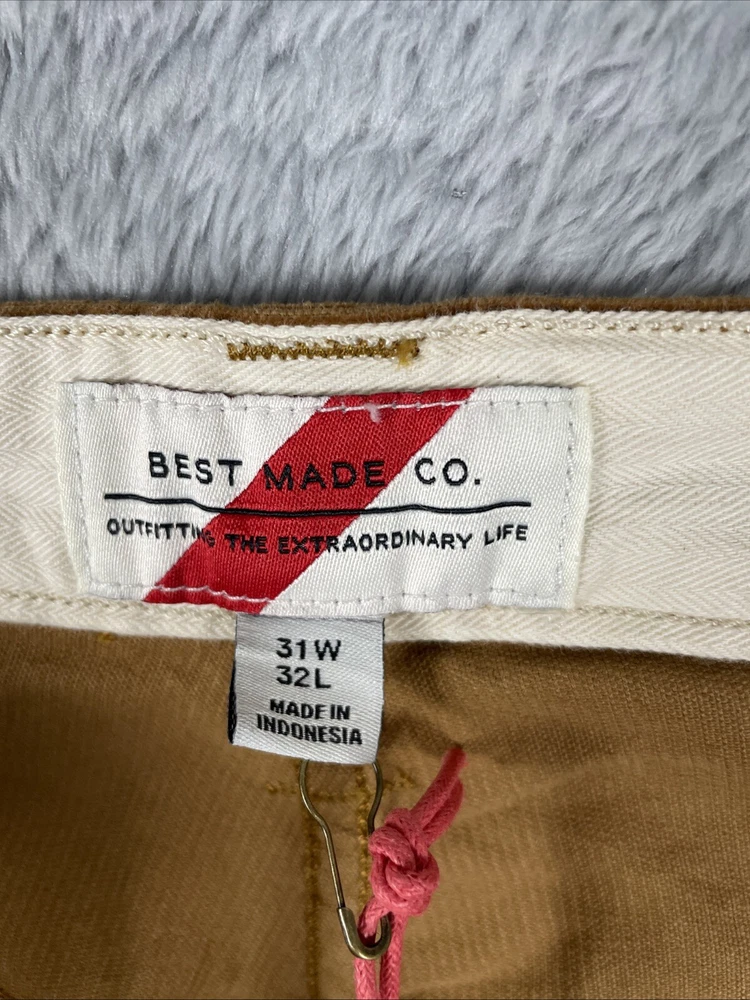 BEST MADE CO.
OUTFITTING THE EXTRAORDINARY LIFE
31W
32L
MADE IN
INDONESIA